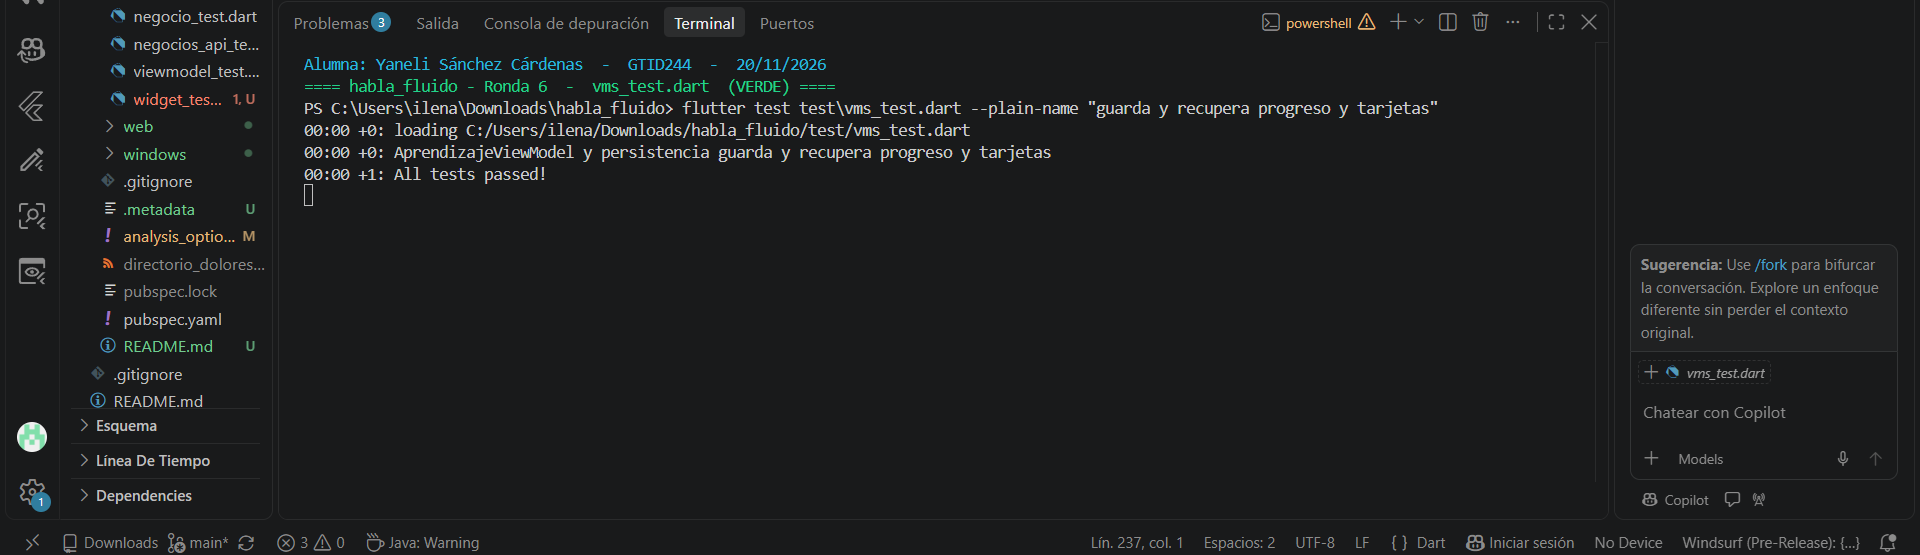 negocio_test.dart
negocios_api_te...
viewmodel_test....
widget_tes... 1, U
web
windows
.gitignore
.metadata U
analysis_optio... M
directorio_dolores...
pubspec.lock
pubspec.yaml
README.md U
.gitignore
README.md
Esquema
Línea De Tiempo
Dependencies
1
Problemas 3 Salida Consola de depuración Terminal Puertos
powershell
Alumna: Yaneli Sánchez Cárdenas - GTID244 - 20/11/2026
==== habla_fluido - Ronda 6 - vms_test.dart (VERDE) ====
PS C:\Users\ilena\Downloads\habla_fluido> flutter test test\vms_test.dart --plain-name "guarda y recupera progreso y tarjetas"
00:00 +0: loading C:/Users/ilena/Downloads/habla_fluido/test/vms_test.dart
00:00 +0: AprendizajeViewModel y persistencia guarda y recupera progreso y tarjetas
00:00 +1: All tests passed!
Sugerencia: Use /fork para bifurcar
la conversación. Explore un enfoque
diferente sin perder el contexto
original.
vms_test.dart
Chatear con Copilot
Models
Copilot
Downloads main* 3 0 Java: Warning Lín. 237, col. 1 Espacios: 2 UTF-8 LF { } Dart Iniciar sesión No Device Windsurf (Pre-Release): {...}